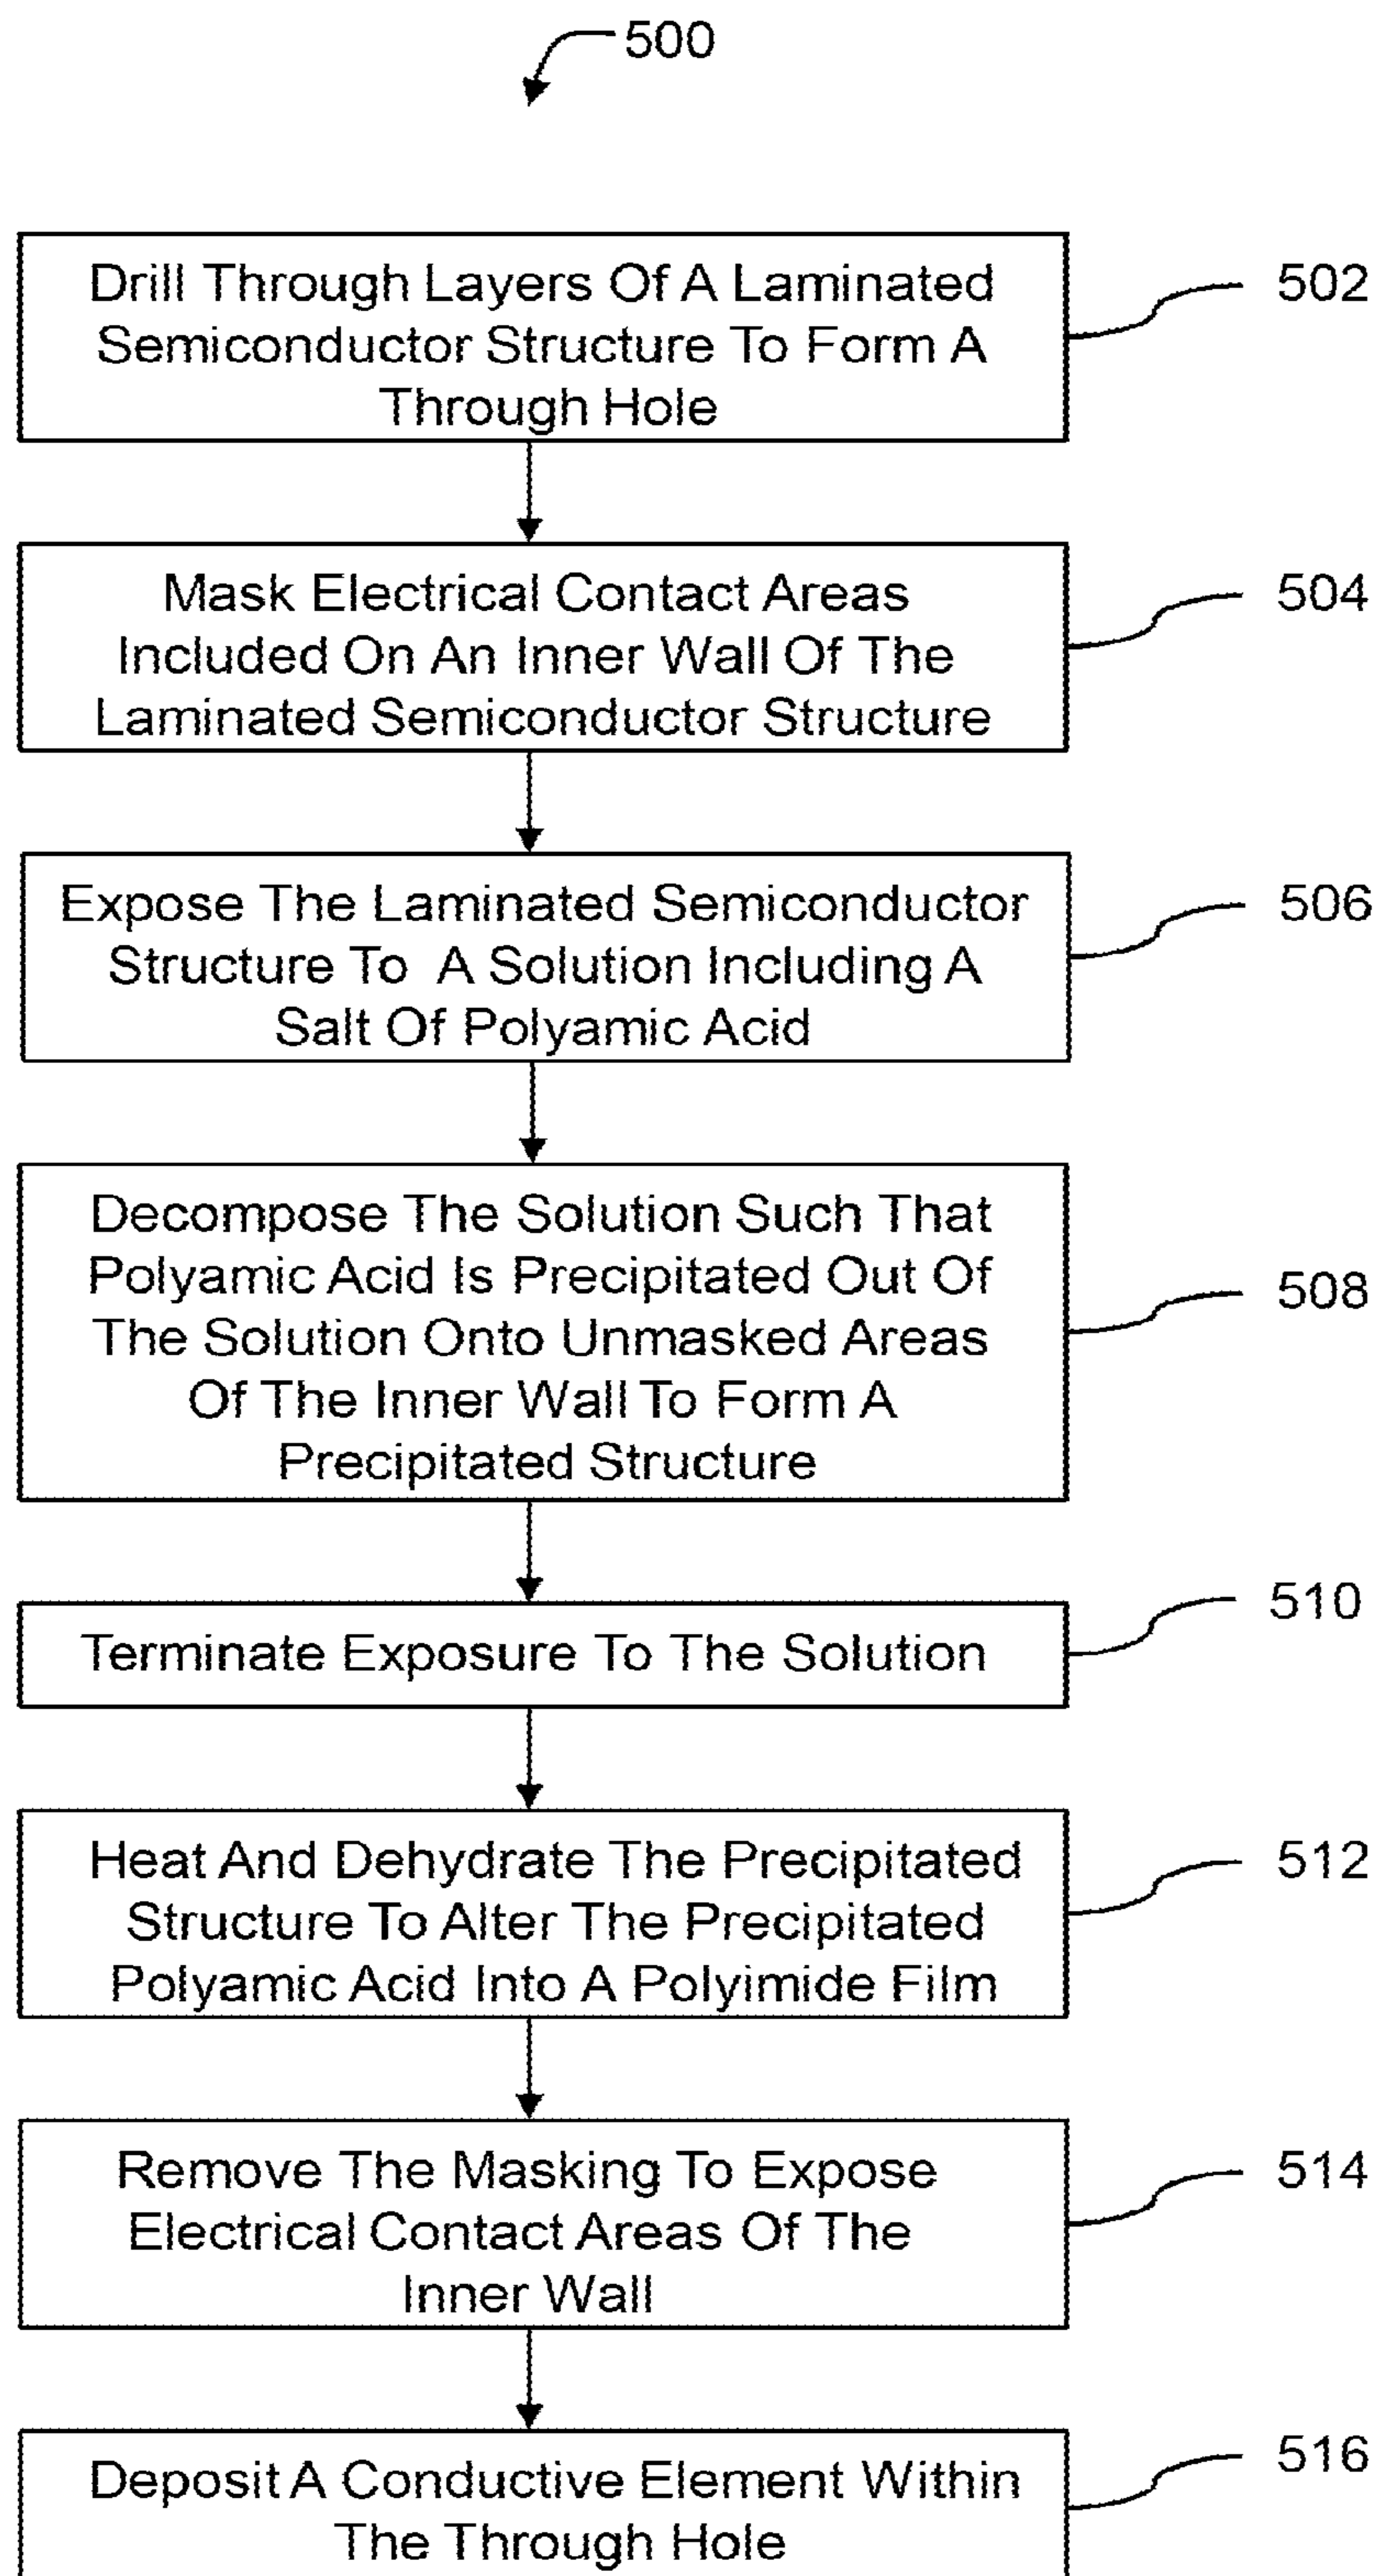 500
Drill Through Layers Of A Laminated
Semiconductor Structure To Form A
Through Hole
502
Mask Electrical Contact Areas
Included On An Inner Wall Of The
Laminated Semiconductor Structure
504
Expose The Laminated Semiconductor
Structure To A Solution Including A
Salt Of Polyamic Acid
506
Decompose The Solution Such That
Polyamic Acid Is Precipitated Out Of
The Solution Onto Unmasked Areas
Of The Inner Wall To Form A
Precipitated Structure
508
Terminate Exposure To The Solution
510
Heat And Dehydrate The Precipitated
Structure To Alter The Precipitated
Polyamic Acid Into A Polyimide Film
512
Remove The Masking To Expose
Electrical Contact Areas Of The
Inner Wall
514
Deposit A Conductive Element Within
The Through Hole
516